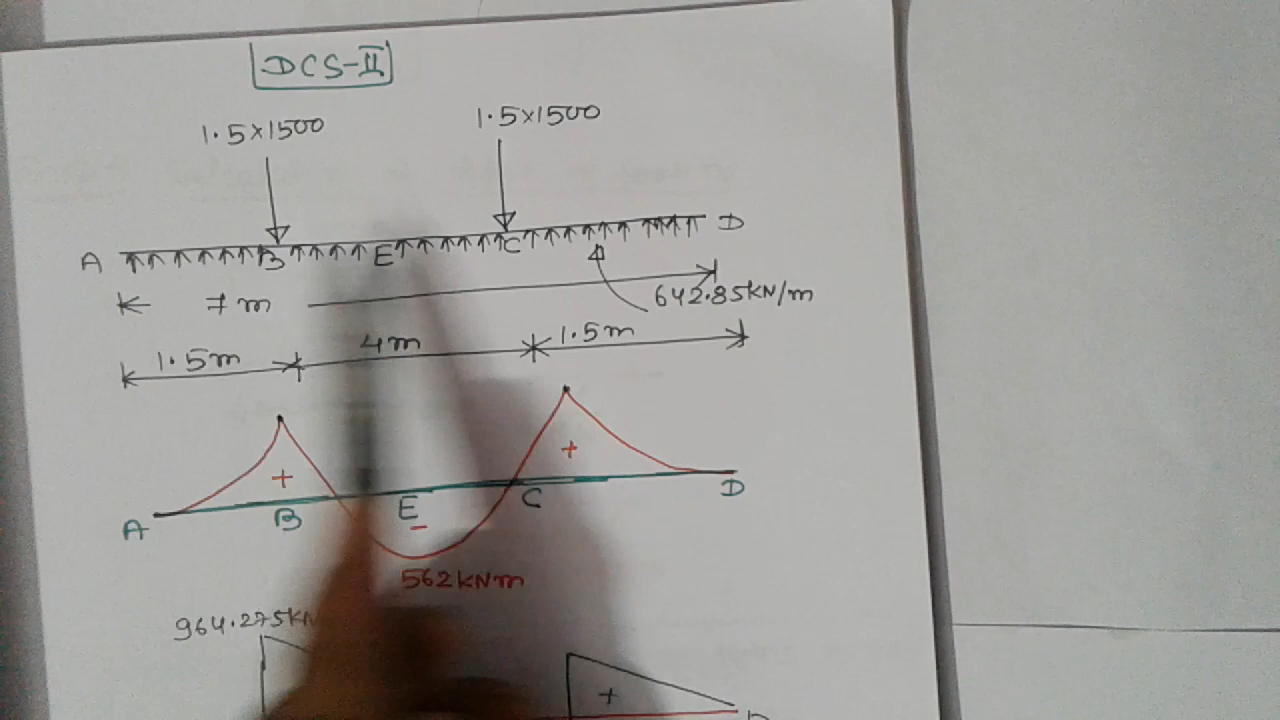 DCS-II
1.5×1500
1.5×1500
A
B
E
C
D
7m
642.85kN/m
1.5m
4m
1.5m
+
+
A
B
E
C
D
-
562kNm
964.275kN
+